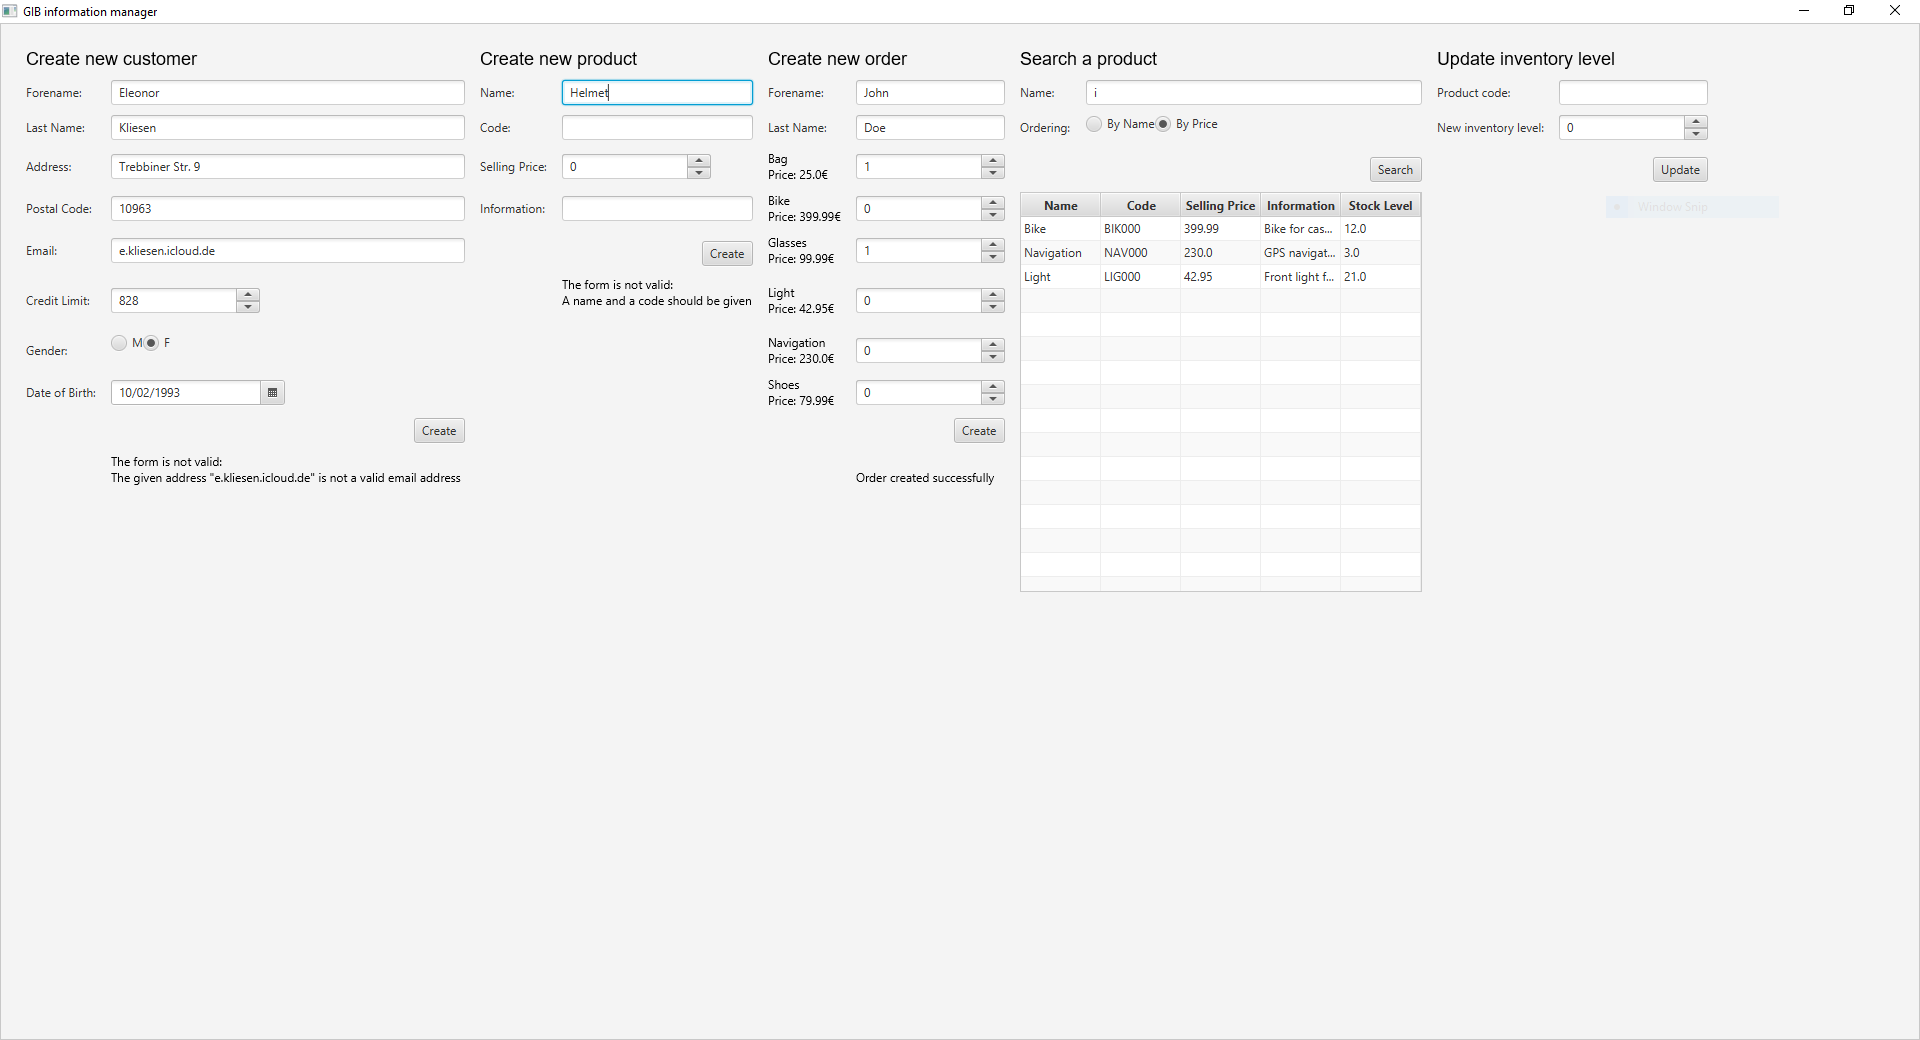 GIB information manager
Create new customer
Forename: Eleonor
Last Name: Kliesen
Address: Trebbiner Str. 9
Postal Code: 10963
Email: e.kliesen.icloud.de
Credit Limit: 828
Gender: M F
Date of Birth: 10/02/1993
Create
The form is not valid:
The given address "e.kliesen.icloud.de" is not a valid email address
Create new product
Name: Helmet
Code:
Selling Price: 0
Information:
Create
The form is not valid:
A name and a code should be given
Create new order
Forename: John
Last Name: Doe
Bag
Price: 25.0€ 1
Bike
Price: 399.99€ 0
Glasses
Price: 99.99€ 1
Light
Price: 42.95€ 0
Navigation
Price: 230.0€ 0
Shoes
Price: 79.99€ 0
Create
Order created successfully
Search a product
Name: i
Ordering: By Name By Price
Search
Name Code Selling Price Information Stock Level
Bike BIK000 399.99 Bike for cas... 12.0
Navigation NAV000 230.0 GPS navigat... 3.0
Light LIG000 42.95 Front light f... 21.0
Update inventory level
Product code:
New inventory level: 0
Update
Window Snip